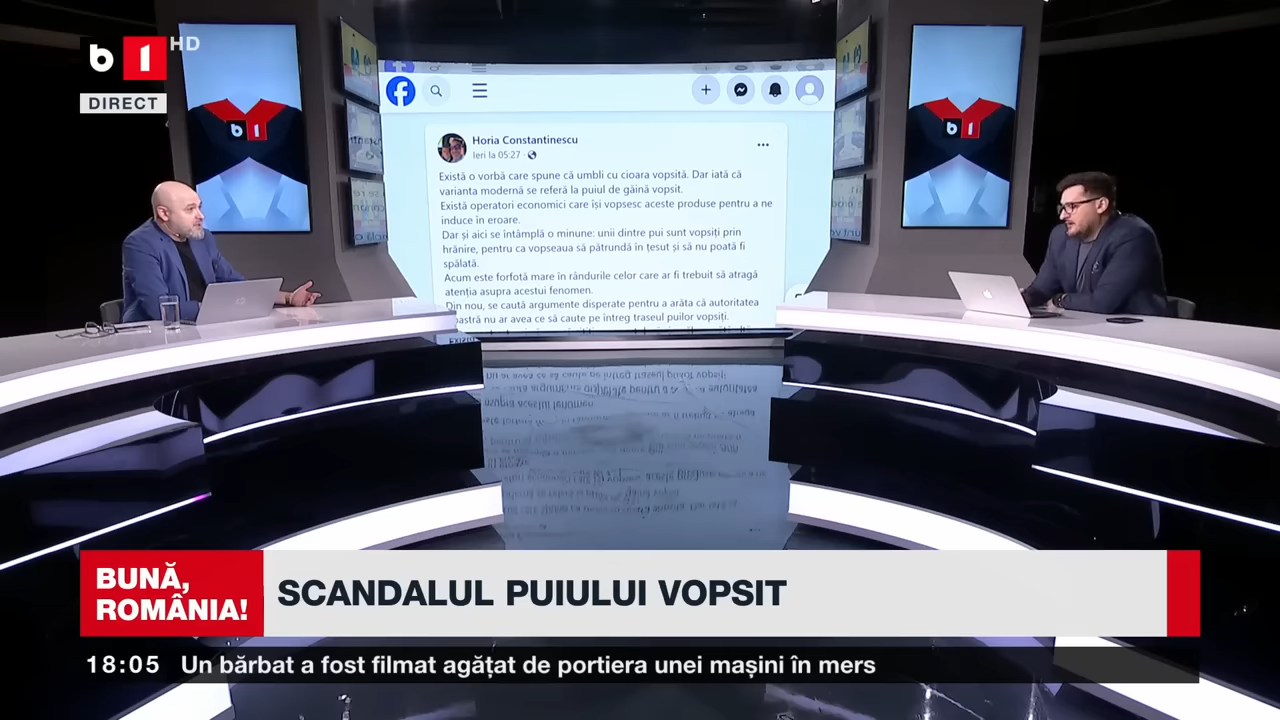 b 1 HD
DIRECT
b 1
b 1
Horia Constantinescu
Ieri la 05:27
Există o vorbă care spune că umbli cu cioara vopsită. Dar iată că
varianta modernă se referă la puiul de găină vopsit.
Există operatori economici care își vopsesc aceste produse pentru a ne
induce în eroare.
Dar și aici se întâmplă o minune: unii dintre pui sunt vopsiți prin
hrănire, pentru ca vopseaua să pătrundă în țesut și să nu poată fi
spălată.
Acum este forfotă mare în rândurile celor care ar fi trebuit să atragă
atenția asupra acestui fenomen.
Din nou, se caută argumente disperate pentru a arăta că autoritatea
oastră nu ar avea ce să caute pe întreg traseul puilor vopsiți.
hp
BUNĂ,
ROMÂNIA!
SCANDALUL PUIULUI VOPSIT
18:05 Un bărbat a fost filmat agățat de portiera unei mașini în mers